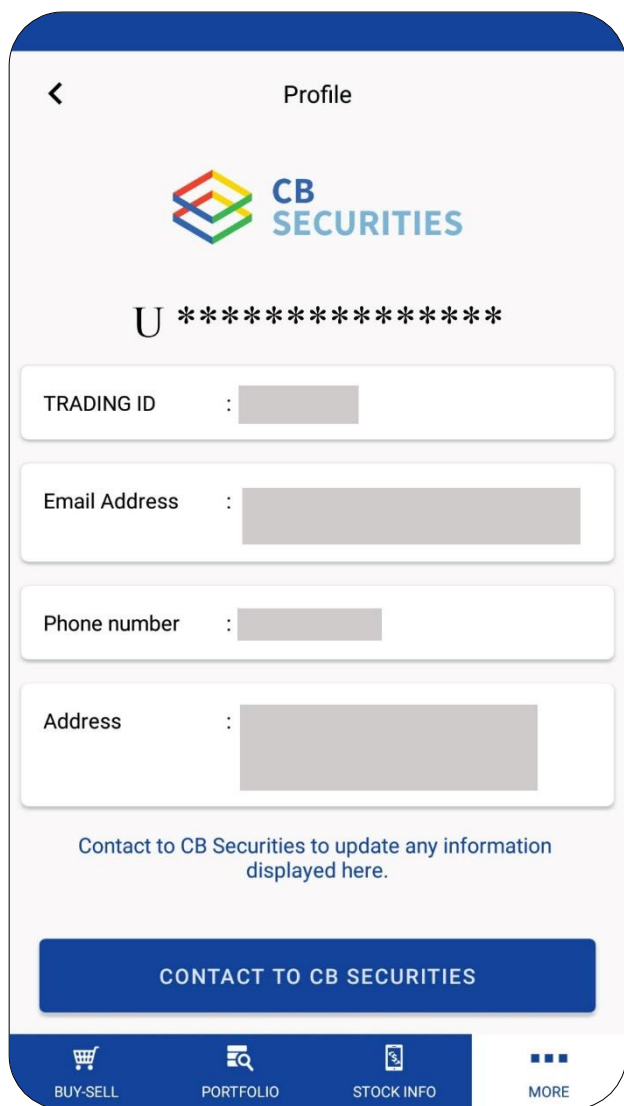 Profile
CB
SECURITIES
U ***************
TRADING ID :
Email Address :
Phone number :
Address :
Contact to CB Securities to update any information
displayed here.
CONTACT TO CB SECURITIES
BUY-SELL PORTFOLIO STOCK INFO MORE